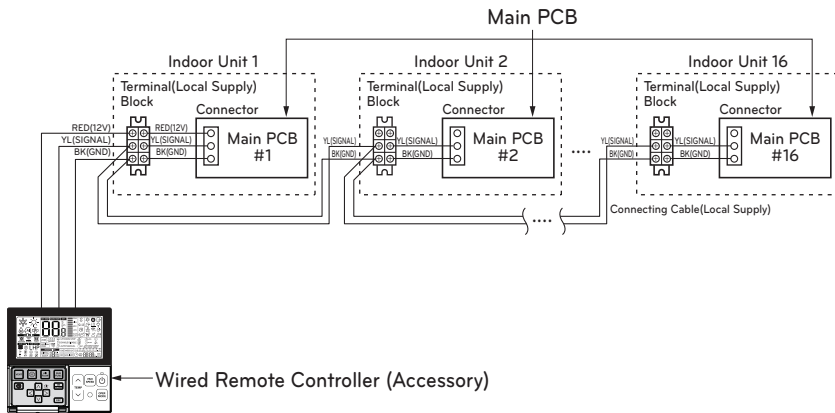 Main PCB
Indoor Unit 1
Indoor Unit 2
Indoor Unit 16
Terminal(Local Supply)
Block
Connector
RED(12V)
YL(SIGNAL)
BK(GND)
RED(12V)
YL(SIGNAL)
BK(GND)
Main PCB
#1
Terminal(Local Supply)
Block
Connector
YL(SIGNAL)
BK(GND)
YL(SIGNAL)
BK(GND)
Main PCB
#2
....
Terminal(Local Supply)
Block
Connector
YL(SIGNAL)
BK(GND)
YL(SIGNAL)
BK(GND)
Main PCB
#16
....
Connecting Cable(Local Supply)
TEMP
Wired Remote Controller (Accessory)